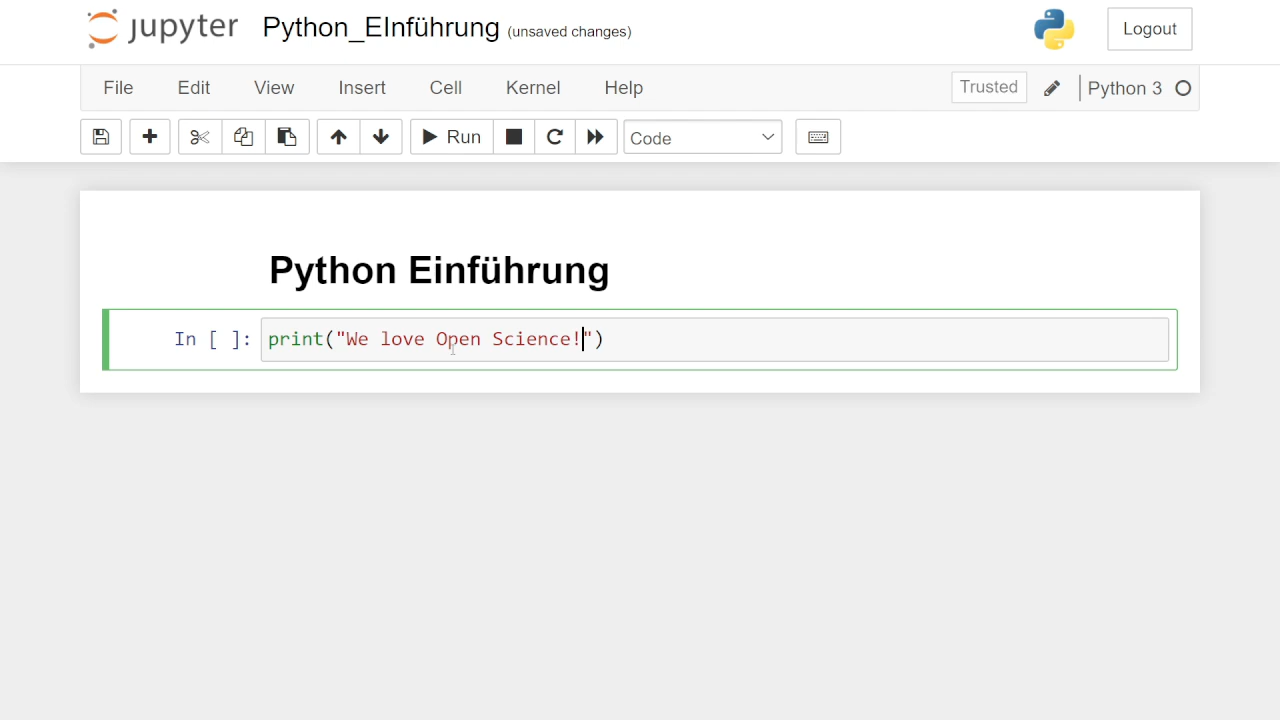 jupyter Python_EInführung (unsaved changes) Logout
File Edit View Insert Cell Kernel Help Trusted Python 3
Run Code
Python Einführung
In [ ]: print("We love Open Science!")